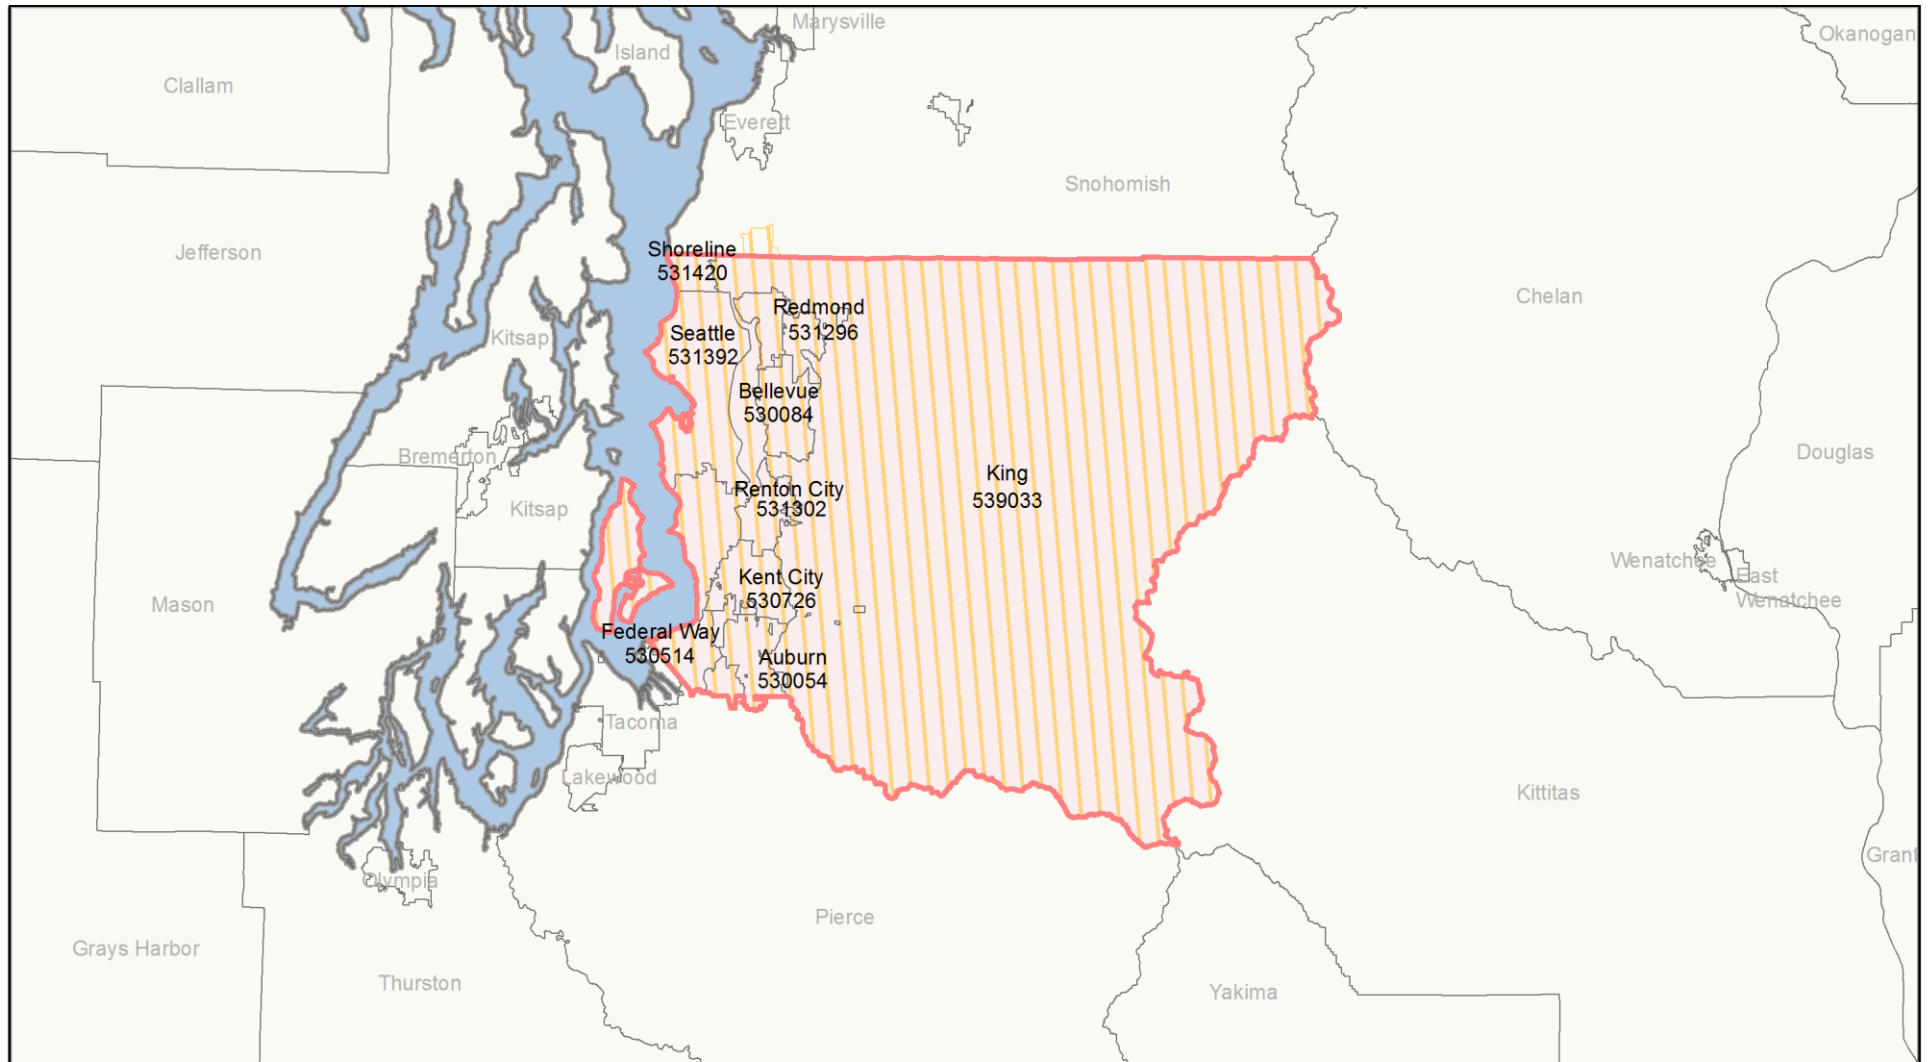 Marysville
Okanogan
Island
Clallam
Everett
Snohomish
Shoreline
531420
Jefferson
Chelan
Redmond
531296
Kitsap
Seattle
531392
Bellevue
530084
Bremerton
Douglas
King
539033
Kitsap
Renton City
531302
Wenatchee
East
Wenatchee
Kent City
530726
Mason
Federal Way
530514
Auburn
530054
Tacoma
Lakewood
Kittitas
Grant
Olympia
Pierce
Grays Harbor
Thurston
Yakima